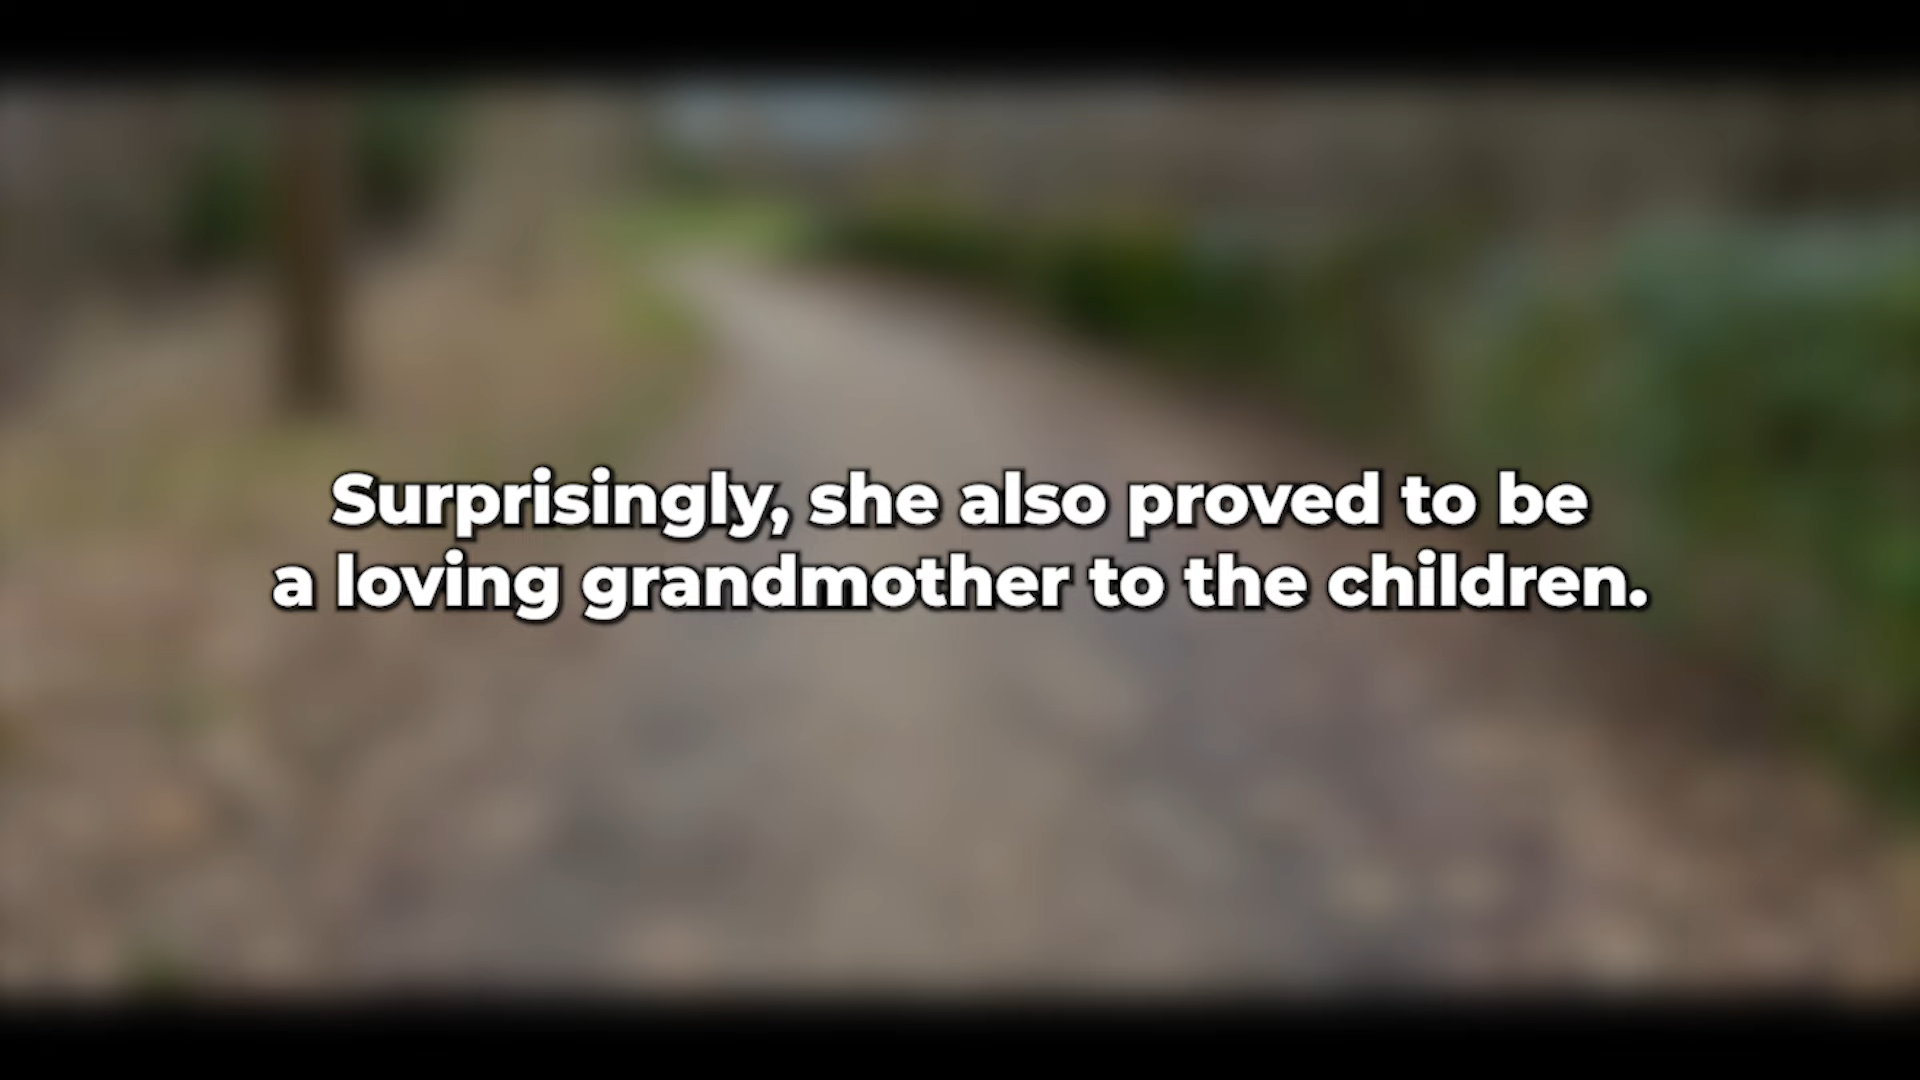 Surprisingly, she also proved to be
a loving grandmother to the children.